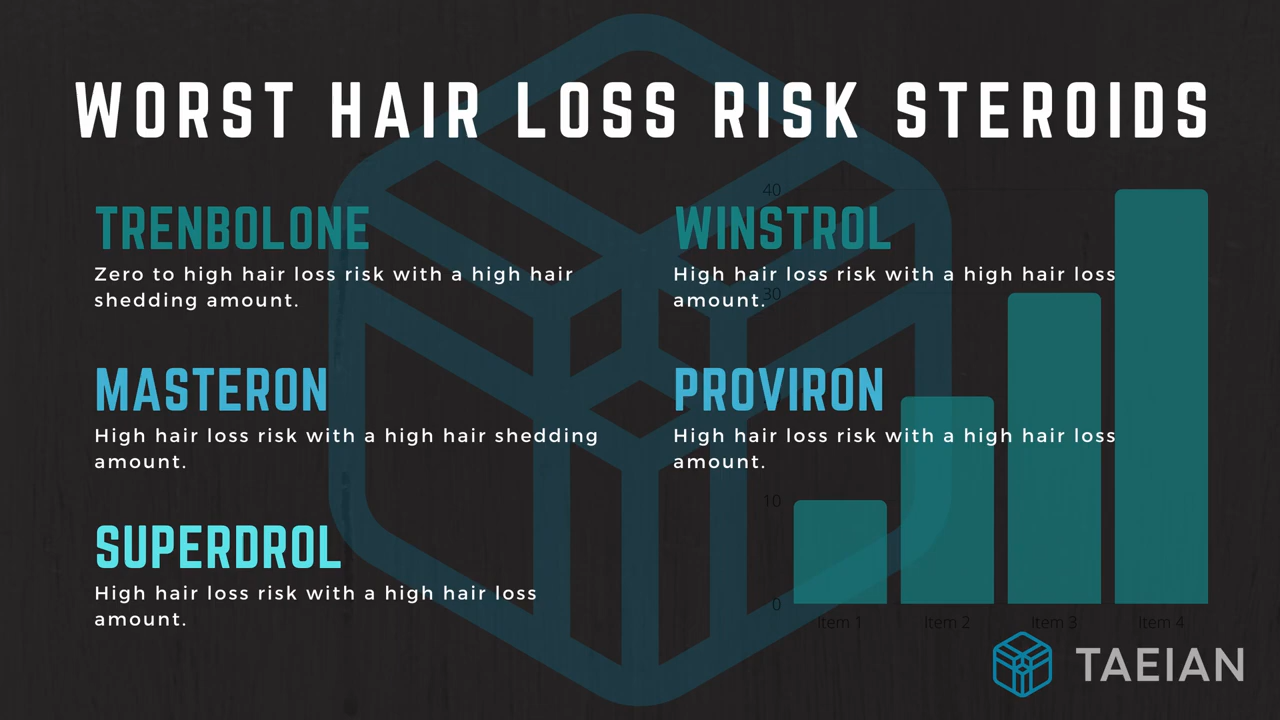 WORST HAIR LOSS RISK STEROIDS
TRENBOLONE
Zero to high hair loss risk with a high hair
shedding amount.
MASTERON
High hair loss risk with a high hair shedding
amount.
SUPERDROL
High hair loss risk with a high hair loss
amount.
WINSTROL
High hair loss risk with a high hair loss
amount.
PROVIRON
High hair loss risk with a high hair loss
amount.
40
30
10
0
Item 1 Item 2 Item 3 Item 4
TAEIAN